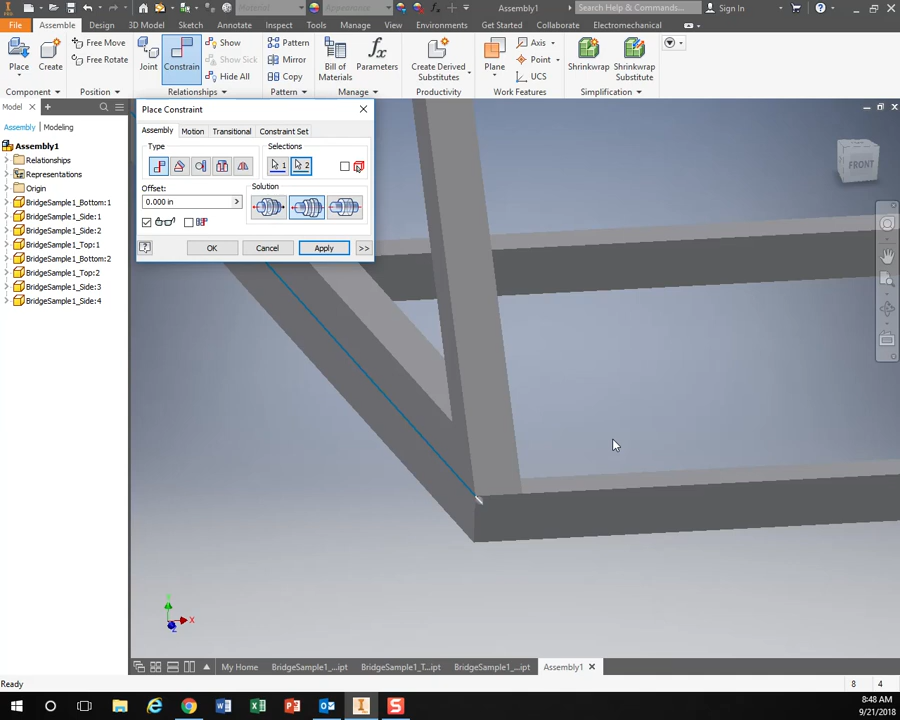 Material
Appearance
Assembly1
Search Help & Commands...
Sign In
File
Assemble
Design
3D Model
Sketch
Annotate
Inspect
Tools
Manage
View
Environments
Get Started
Collaborate
Electromechanical
Place
Create
Free Move
Free Rotate
Joint
Constrain
Show
Show Sick
Hide All
Pattern
Mirror
Copy
Bill of
Materials
fx
Parameters
Create Derived
Substitutes
Plane
Axis
Point
UCS
Shrinkwrap
Shrinkwrap
Substitute
Component
Position
Relationships
Pattern
Manage
Productivity
Work Features
Simplification
Model
Assembly
Modeling
Assembly1
Relationships
Representations
Origin
BridgeSample1_Bottom:1
BridgeSample1_Side:1
BridgeSample1_Side:2
BridgeSample1_Top:1
BridgeSample1_Bottom:2
BridgeSample1_Top:2
BridgeSample1_Side:3
BridgeSample1_Side:4
Place Constraint
Assembly
Motion
Transitional
Constraint Set
Type
Selections
1
2
Offset:
0.000 in
Solution
OK
Cancel
Apply
>>
FRONT
X
My Home
BridgeSample1_...ipt
BridgeSample1_T...ipt
BridgeSample1_...ipt
Assembly1
Ready
8
4
8:48 AM
9/21/2018